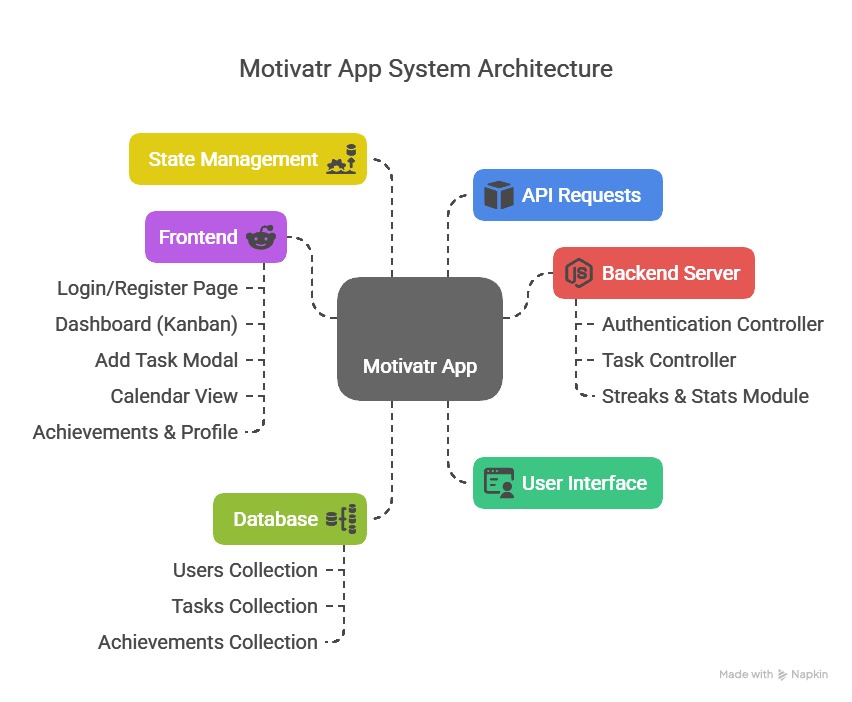 Motivatr App System Architecture
State Management
API Requests
Frontend
Login/Register Page
Dashboard (Kanban)
Add Task Modal
Calendar View
Achievements & Profile
JS
Backend Server
Authentication Controller
Task Controller
Streaks & Stats Module
Motivatr App
User Interface
Database
Users Collection
Tasks Collection
Achievements Collection
Made with Napkin